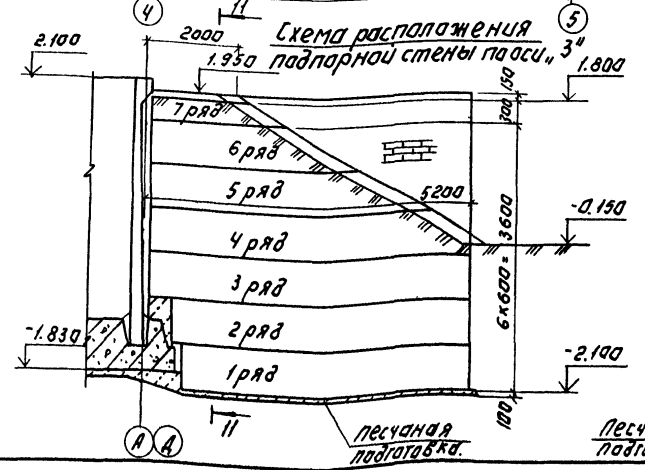 4
11
5
Схема расположения
подпорной стены по оси „З"
2000
2.100
1.950
1.800
150
300
7 ряд
6 ряд
5 ряд
5200
4 ряд
3 ряд
2 ряд
1 ряд
-0.150
6х600=3600
-1.830
-2.100
100
11
А Д
песчаная
подготовка.
Песч
подго